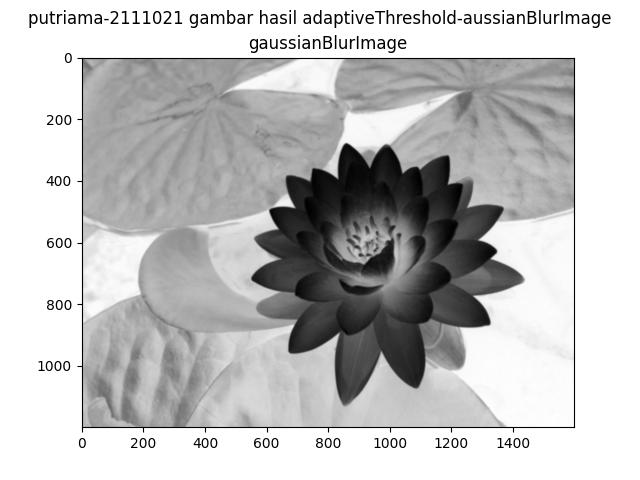 putriama-2111021 gambar hasil adaptiveThreshold-aussianBlurImage
gaussianBlurImage
0
200
400
600
800
1000
0 200 400 600 800 1000 1200 1400